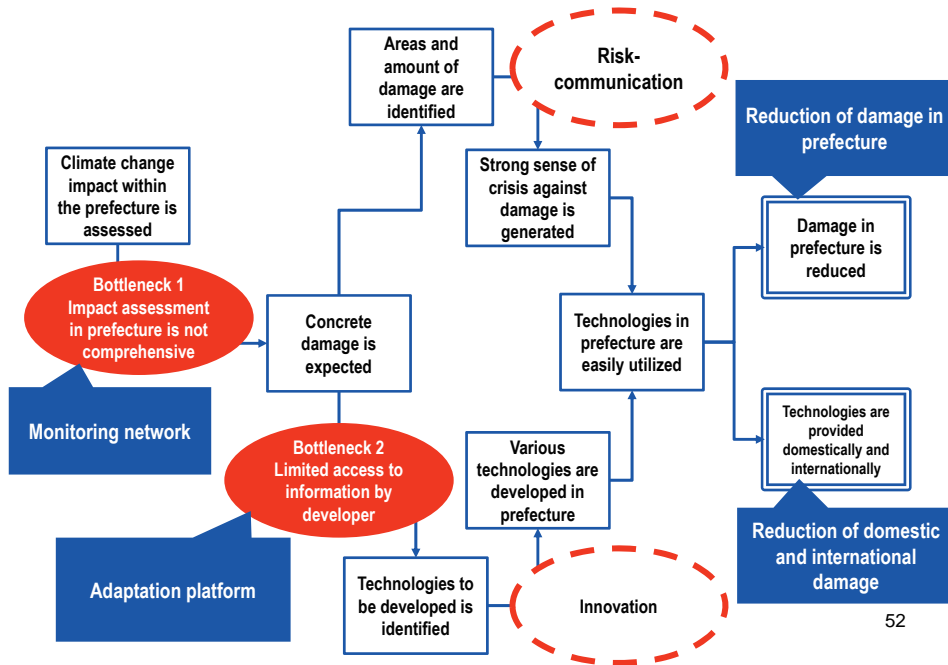 Areas and
amount of
damage are
identified
Risk-
communication
Reduction of damage in
prefecture
Climate change
impact within
the prefecture is
assessed
Strong sense of
crisis against
damage is
generated
Damage in
prefecture is
reduced
Bottleneck 1
Impact assessment
in prefecture is not
comprehensive
Concrete
damage is
expected
Technologies in
prefecture are
easily utilized
Monitoring network
Bottleneck 2
Limited access to
information by
developer
Various
technologies are
developed in
prefecture
Technologies are
provided
domestically and
internationally
Adaptation platform
Technologies to
be developed is
identified
Innovation
Reduction of domestic
and international
damage
52